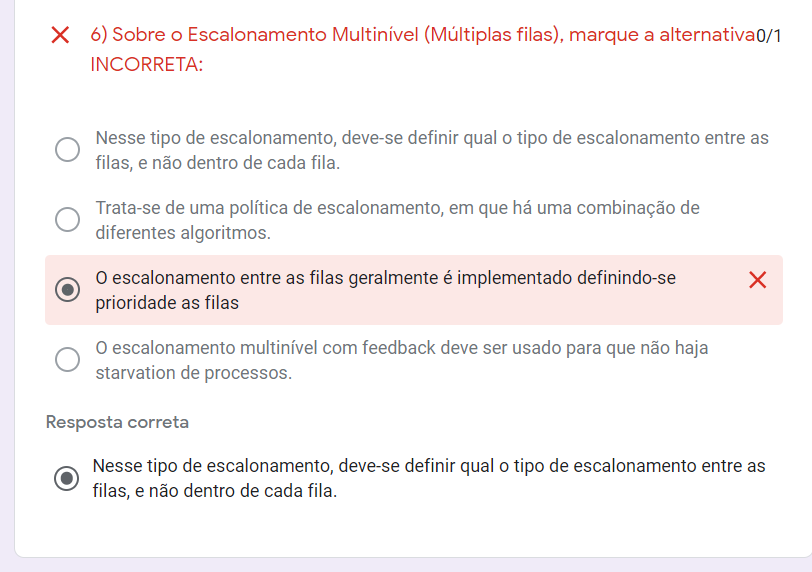 6) Sobre o Escalonamento Multinível (Múltiplas filas), marque a alternativa 0/1
INCORRETA:
Nesse tipo de escalonamento, deve-se definir qual o tipo de escalonamento entre as
filas, e não dentro de cada fila.
Trata-se de uma política de escalonamento, em que há uma combinação de
diferentes algoritmos.
O escalonamento entre as filas geralmente é implementado definindo-se
prioridade as filas
O escalonamento multinível com feedback deve ser usado para que não haja
starvation de processos.
Resposta correta
Nesse tipo de escalonamento, deve-se definir qual o tipo de escalonamento entre as
filas, e não dentro de cada fila.